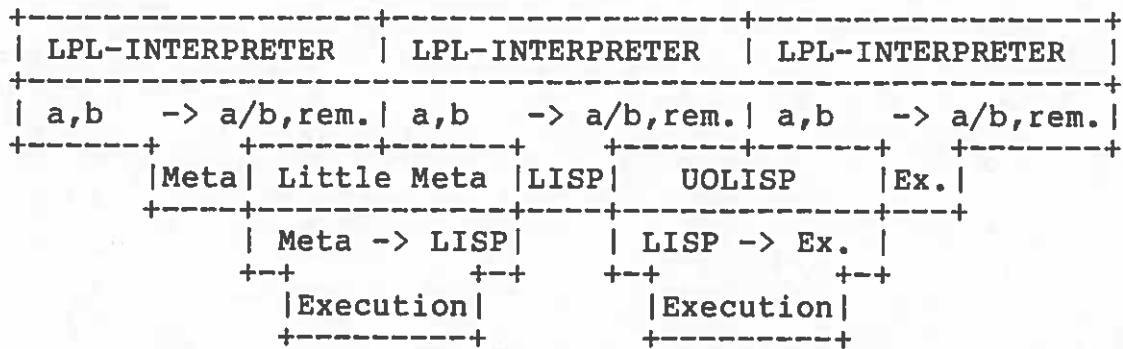 +---------------+---------------+---------------+
| LPL-INTERPRETER | LPL-INTERPRETER | LPL-INTERPRETER |
+-----------------------------------------------+
| a,b -> a/b,rem.| a,b -> a/b,rem.| a,b -> a/b,rem.|
+------+ +-----+-----+ +-----+-----+ +------+
|Meta| Little Meta |LISP| UOLISP |Ex.|
+----+-----------+----+-----------+---+
| Meta -> LISP| | LISP -> Ex. |
+-+ +-+ +-+ +-+
|Execution| |Execution|
+---------+ +---------+